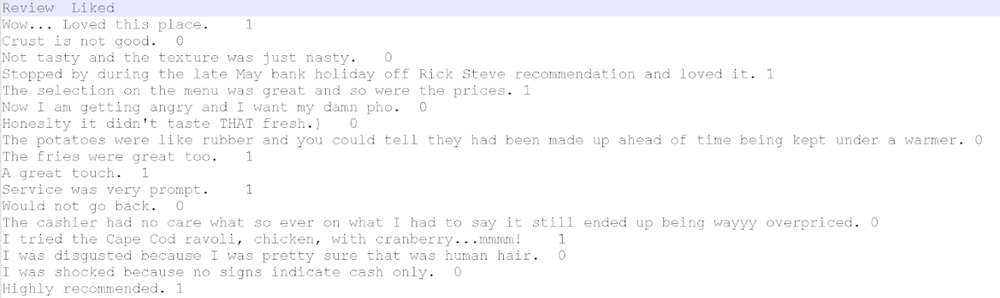 Review	Liked
Wow... Loved this place.	1
Crust is not good.	0
Not tasty and the texture was just nasty.	0
Stopped by during the late May bank holiday off Rick Steve recommendation and loved it.	1
The selection on the menu was great and so were the prices.	1
Now I am getting angry and I want my damn pho.	0
Honeslty it didn't taste THAT fresh.)	0
The potatoes were like rubber and you could tell they had been made up ahead of time being kept under a warmer.	0
The fries were great too.	1
A great touch.	1
Service was very prompt.	1
Would not go back.	0
The cashier had no care what so ever on what I had to say it still ended up being wayyy overpriced.	0
I tried the Cape Cod ravoli, chicken, with cranberry...mmmm!	1
I was disgusted because I was pretty sure that was human hair.	0
I was shocked because no signs indicate cash only.	0
Highly recommended.	1